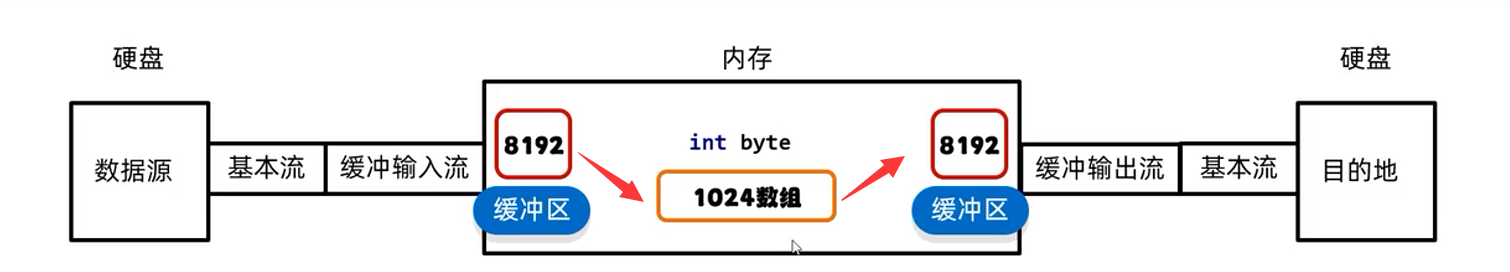 硬盘
内存
硬盘
数据源
基本流
缓冲输入流
8192
缓冲区
int byte
1024数组
8192
缓冲区
缓冲输出流
基本流
目的地